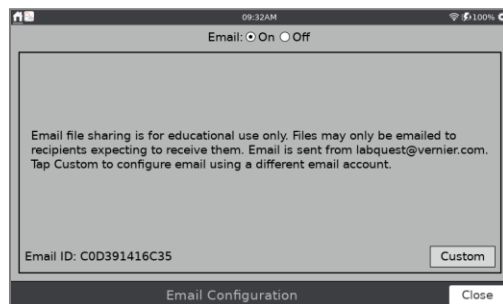 09:32AM
100%
Email: On Off
Email file sharing is for educational use only. Files may only be emailed to
recipients expecting to receive them. Email is sent from labquest@vernier.com.
Tap Custom to configure email using a different email account.
Email ID: C0D391416C35
Custom
Email Configuration
Close